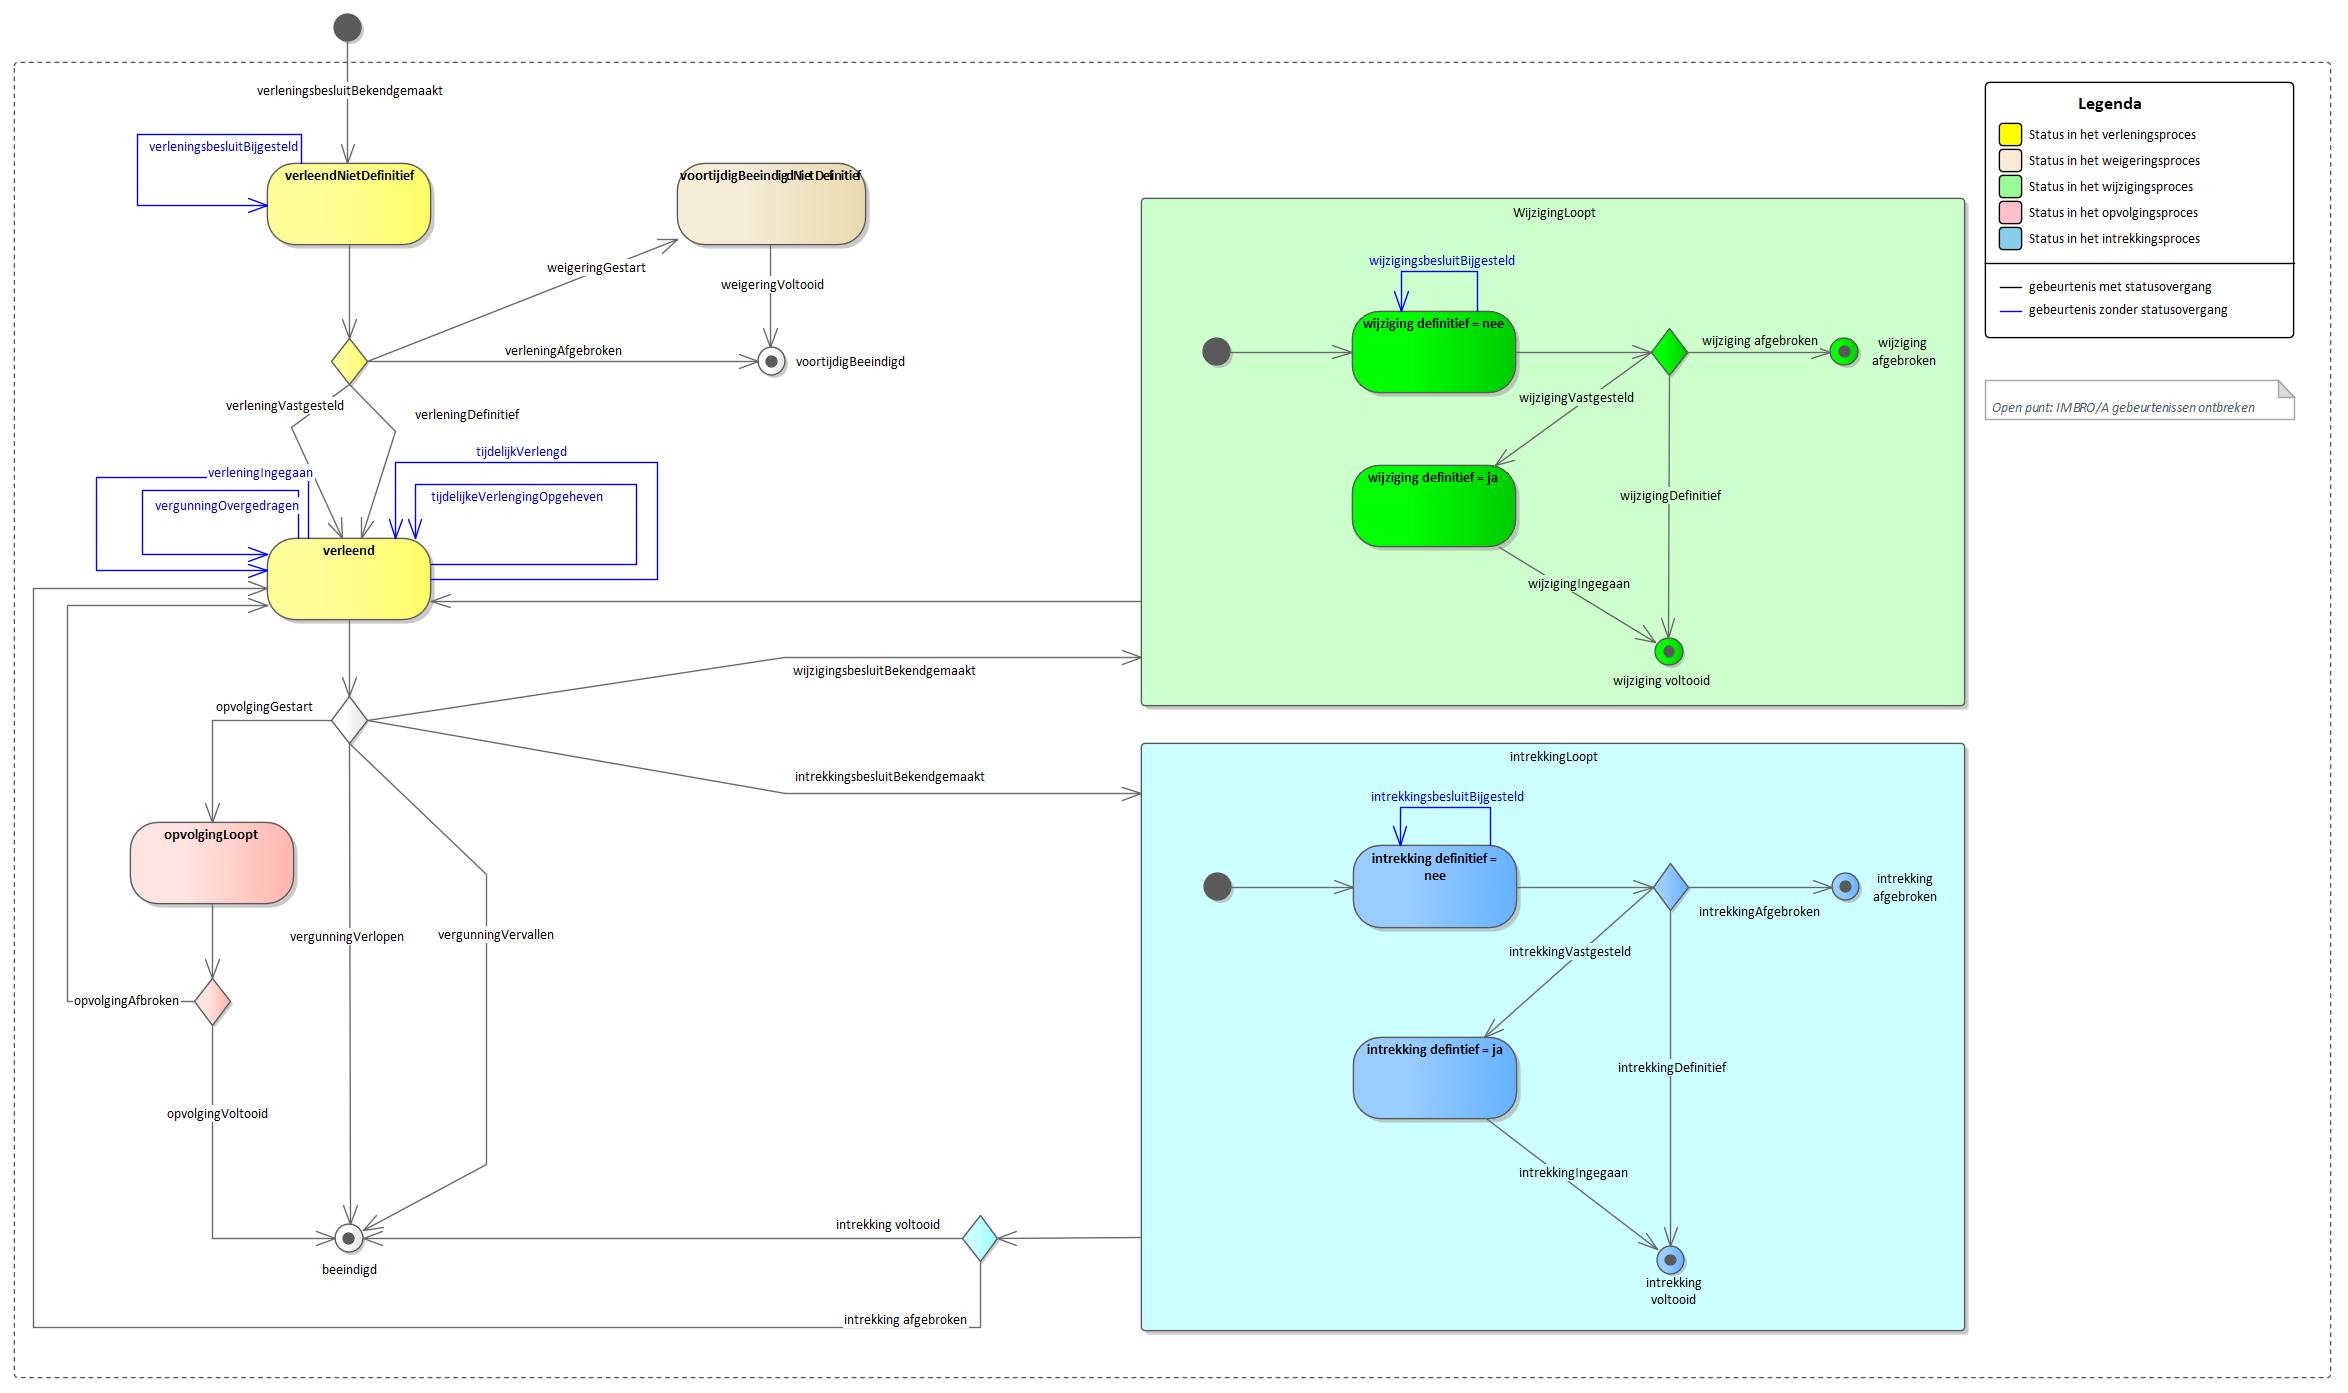 verleningsbesluitBekendgemaakt
verleningsbesluitBijgesteld
verleendNietDefinitief
weigeringGestart
weigeringVoltooid
verleningAfgebroken
voortijdigBeeindigd
verleningVastgesteld
verleningDefinitief
tijdelijkVerlengd
verleningIngegaan
tijdelijkeVerlengingOpgeheven
vergunningOvergedragen
verleend
wijzigingsbesluitBekendgemaakt
opvolgingGestart
intrekkingsbesluitBekendgemaakt
opvolgingLoopt
vergunningVerlopen
vergunningVervallen
opvolgingAfbroken
opvolgingVoltooid
intrekking voltooid
beeindigd
intrekking afgebroken
WijzigingLoopt
wijzigingsbesluitBijgesteld
wijziging definitief = nee
wijziging afgebroken
wijziging
afgebroken
wijzigingVastgesteld
wijziging definitief = ja
wijzigingDefinitief
wijzigingIngegaan
wijziging voltooid
intrekkingLoopt
intrekkingsbesluitBijgesteld
intrekking definitief =
nee
intrekkingAfgebroken
intrekking
afgebroken
intrekkingVastgesteld
intrekking defintief = ja
intrekkingDefinitief
intrekkingIngegaan
intrekking
voltooid
Legenda
Status in het verleningsproces
Status in het weigeringsproces
Status in het wijzigingsproces
Status in het opvolgingsproces
Status in het intrekkingsproces
gebeurtenis met statusovergang
gebeurtenis zonder statusovergang
Open punt: IMBRO/A gebeurtenissen ontbreken